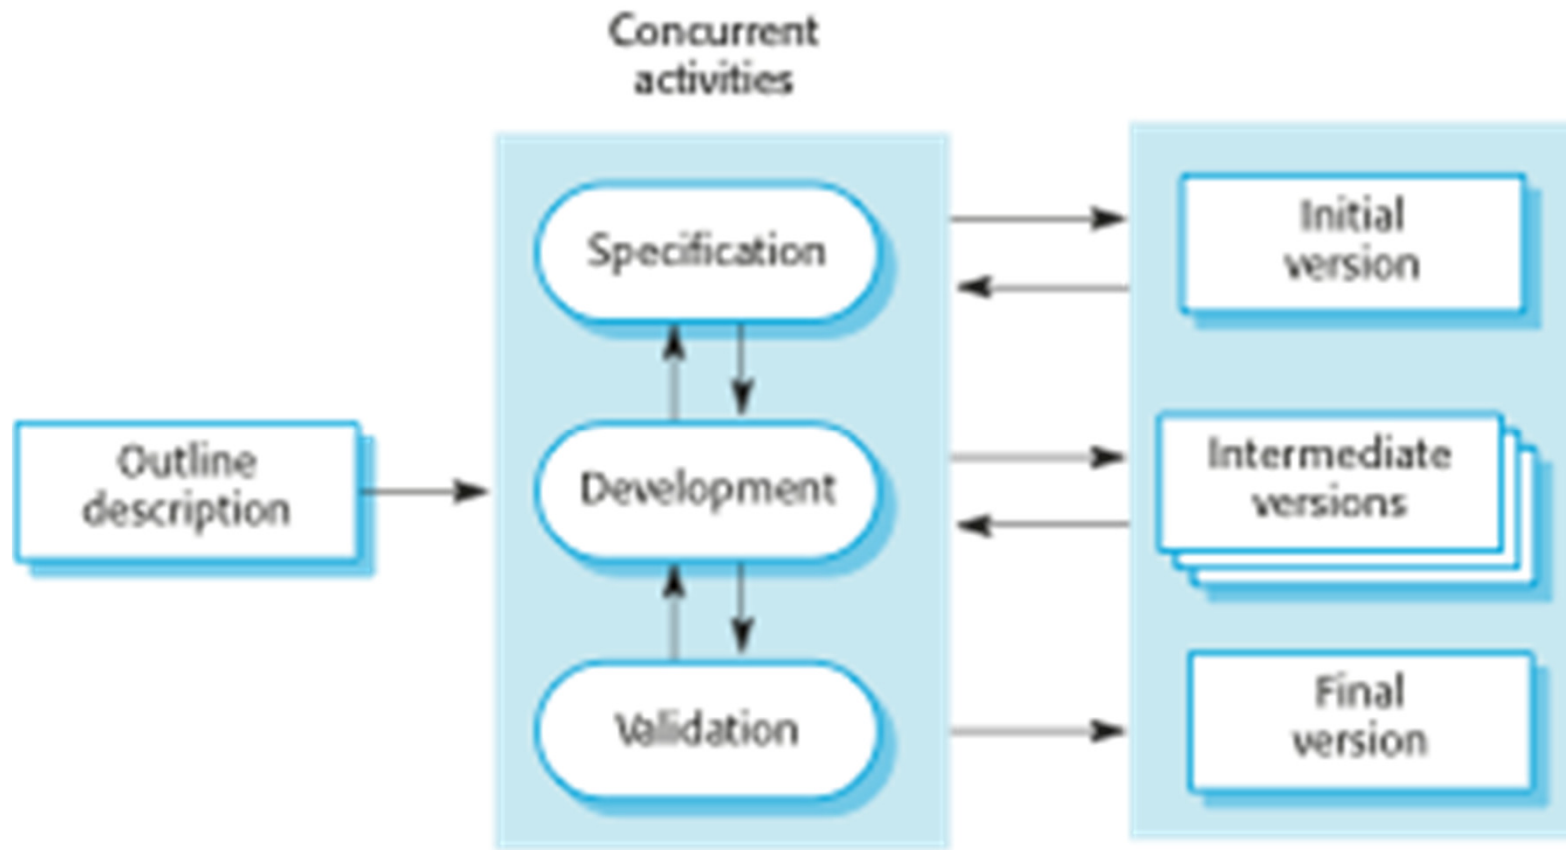 Concurrent
activities
Specification
Initial
version
Outline
description
Development
Intermediate
versions
Validation
Final
version